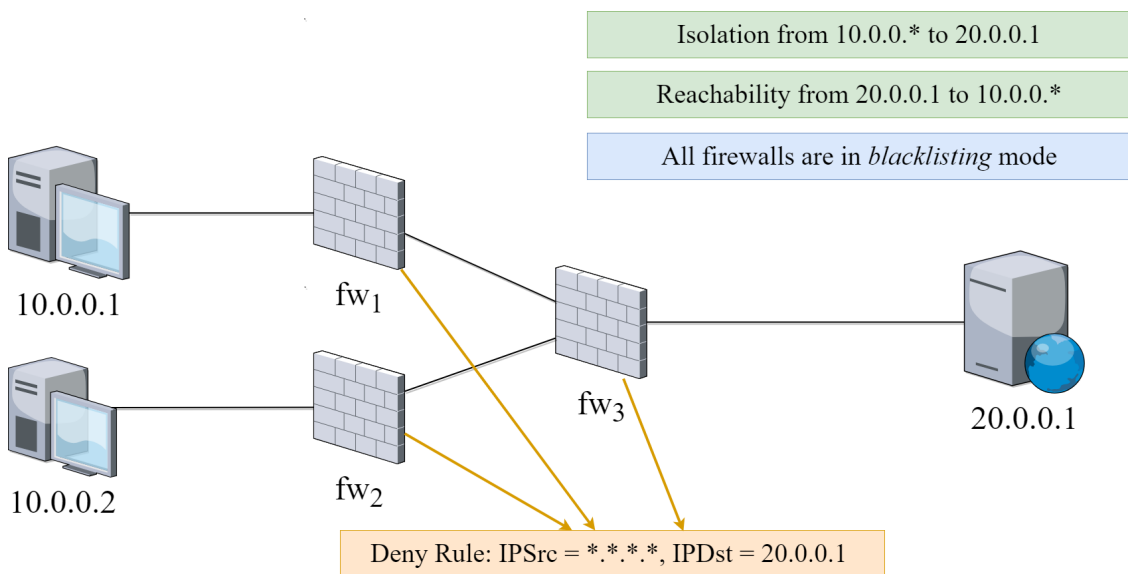 Isolation from 10.0.0.* to 20.0.0.1
Reachability from 20.0.0.1 to 10.0.0.*
All firewalls are in blacklisting mode
10.0.0.1
fw1
10.0.0.2
fw2
fw3
20.0.0.1
Deny Rule: IPSrc = *.*.*.*, IPDst = 20.0.0.1